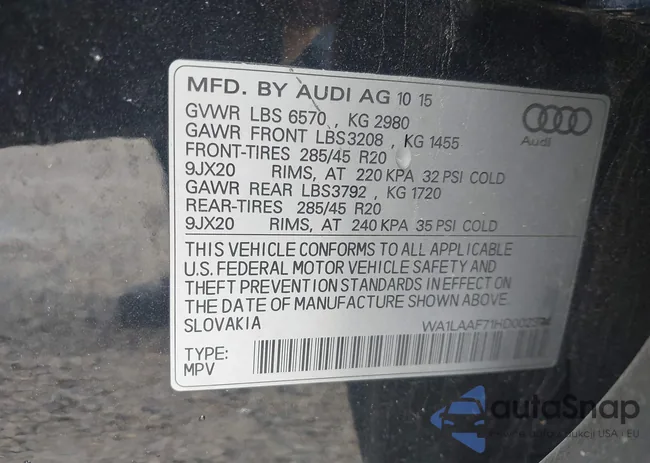 MFD. BY AUDI AG 10 15
GVWR LBS 6570 , KG 2980
GAWR FRONT LBS3208 , KG 1455
FRONT-TIRES 285/45 R20
9JX20 RIMS, AT 220 KPA 32 PSI COLD
GAWR REAR LBS3792 , KG 1720
REAR-TIRES 285/45 R20
9JX20 RIMS, AT 240 KPA 35 PSI COLD
Audi
THIS VEHICLE CONFORMS TO ALL APPLICABLE
U.S. FEDERAL MOTOR VEHICLE SAFETY AND
THEFT PREVENTION STANDARDS IN EFFECT ON
THE DATE OF MANUFACTURE SHOWN ABOVE.
SLOVAKIA
TYPE:
MPV
autoSnap
USA i EU